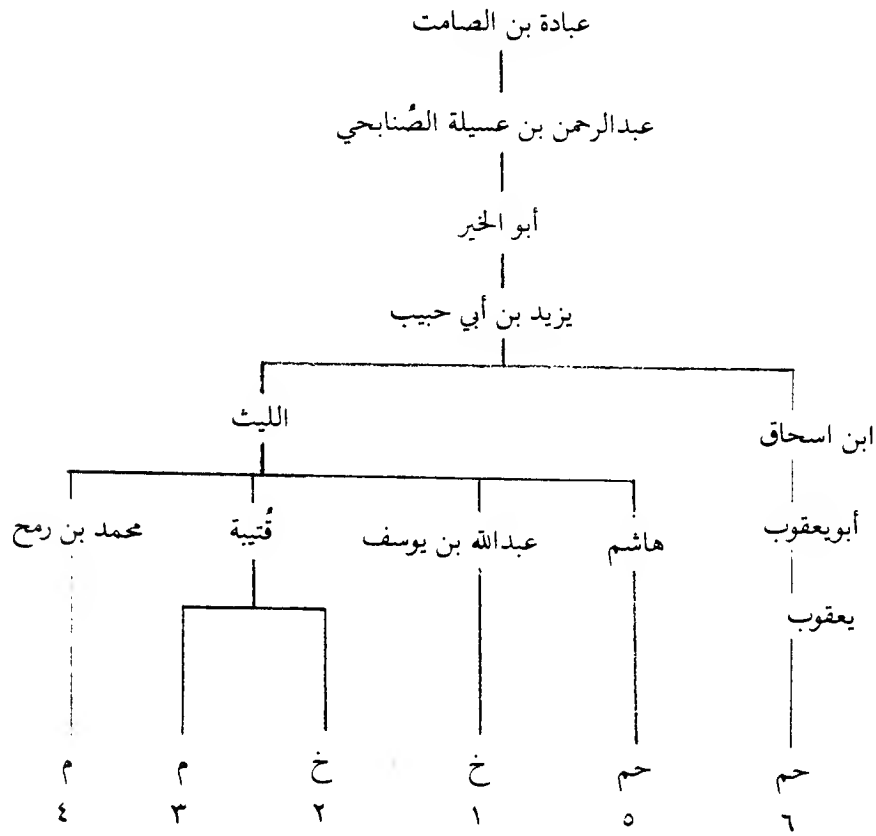 عبادة بن الصامت
عبدالرحمن بن عسيلة الصُنابحي
أبو الخير
يزيد بن أبي حبيب
ابن اسحاق
الليث
أبويعقوب
هاشم
عبدالله بن يوسف
قُتيبة
محمد بن رمح
يعقوب
حم
حم
خ
خ
م
م
٦
٥
١
٢
٣
٤